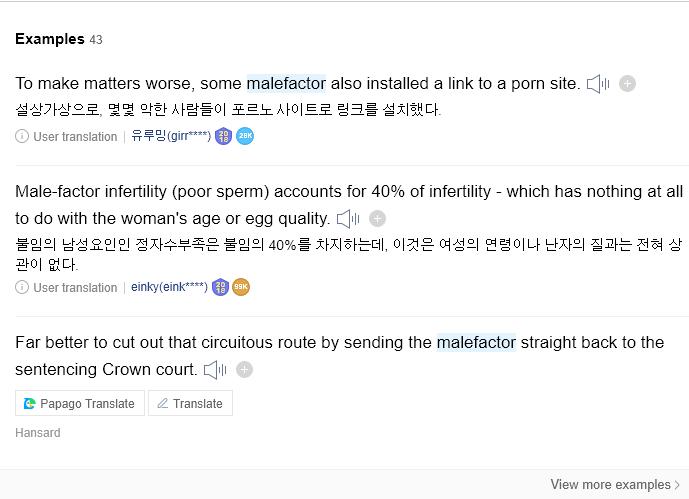 Examples 43
To make matters worse, some malefactor also installed a link to a porn site.
설상가상으로, 몇몇 악한 사람들이 포르노 사이트로 링크를 설치했다.
User translation | 유루밍(girr****) 2018 28K
Male-factor infertility (poor sperm) accounts for 40% of infertility - which has nothing at all
to do with the woman's age or egg quality.
불임의 남성요인인 정자수부족은 불임의 40%를 차지하는데, 이것은 여성의 연령이나 난자의 질과는 전혀 상
관이 없다.
User translation | einky(eink****) 2018 99K
Far better to cut out that circuitous route by sending the malefactor straight back to the
sentencing Crown court.
Papago Translate Translate
Hansard
View more examples